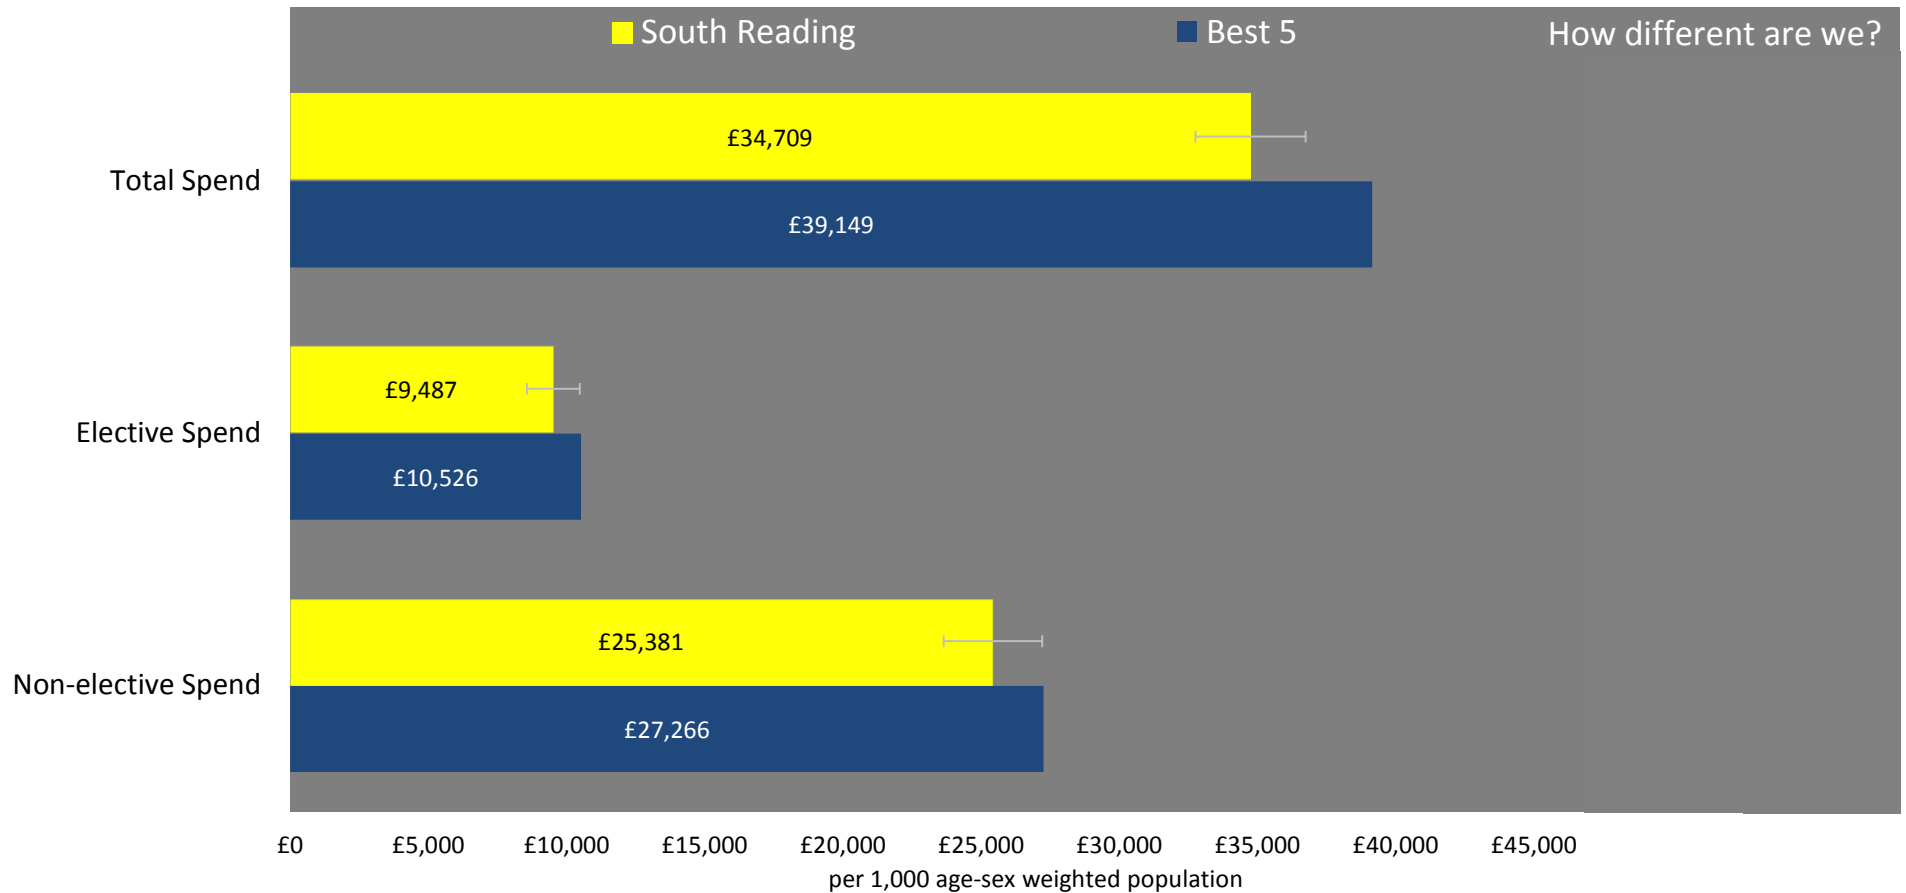 South Reading Best 5 How different are we?
Total Spend
£34,709
£39,149
Elective Spend
£9,487
£10,526
Non-elective Spend
£25,381
£27,266
£0 £5,000 £10,000 £15,000 £20,000 £25,000 £30,000 £35,000 £40,000 £45,000
per 1,000 age-sex weighted population